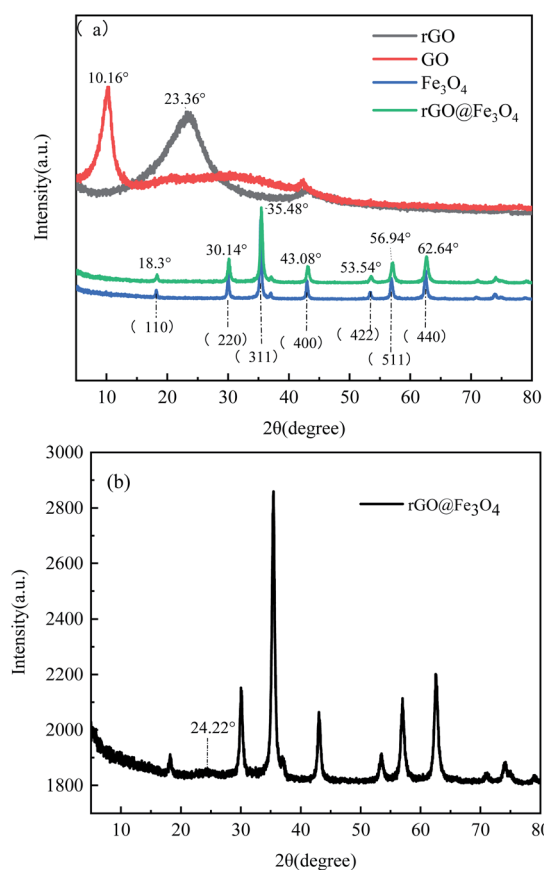 (a)
rGO
GO
Fe₃O₄
rGO@Fe₃O₄
10.16°
23.36°
35.48°
18.3°
30.14°
43.08°
53.54°
56.94°
62.64°
(110)
(220)
(311)
(400)
(422)
(511)
(440)
Intensity(a.u.)
10 20 30 40 50 60 70 80
2θ(degree)
(b)
rGO@Fe₃O₄
24.22°
3000
2800
2600
2400
2200
2000
1800
Intensity(a.u.)
10 20 30 40 50 60 70 80
2θ(degree)